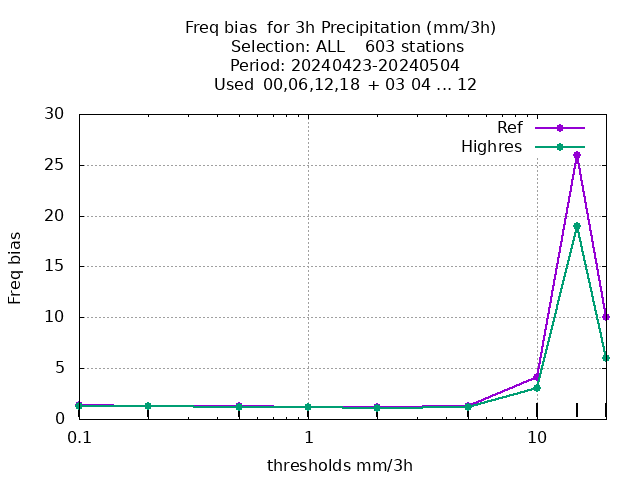 Freq bias  for 3h Precipitation (mm/3h)
Selection: ALL    603 stations
Period: 20240423-20240504
Used  00,06,12,18  + 03 04 ... 12
Ref
Highres
30
25
20
15
10
5
0
Freq bias
0.1 1 10
thresholds mm/3h